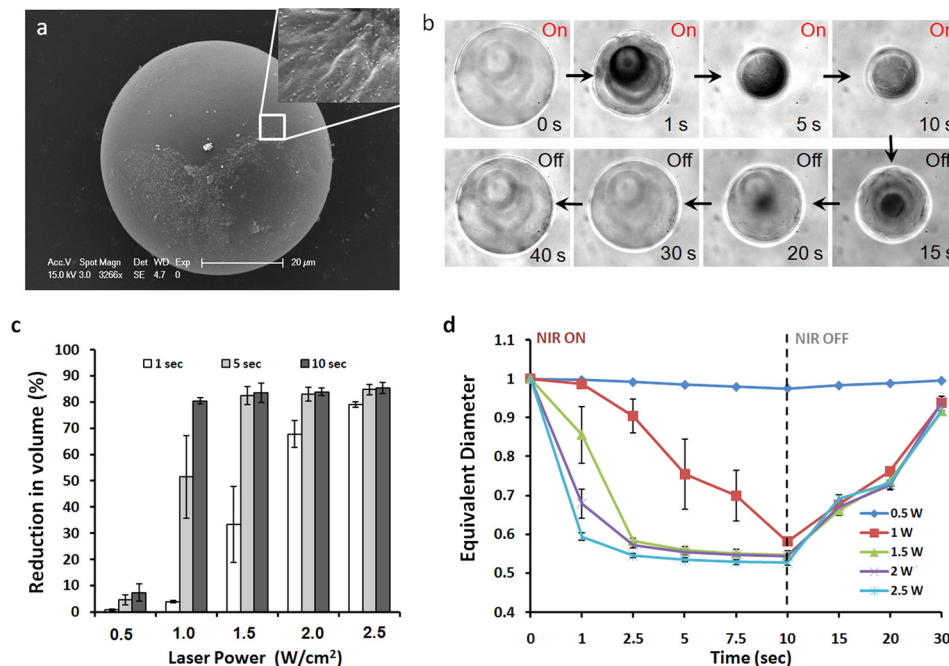 a
Acc.V Spot Magn Det WD Exp
15.0 kV 3.0 3266x SE 4.7 0
20 µm
b
On On On On
0 s 1 s 5 s 10 s
Off Off Off Off
40 s 30 s 20 s 15 s
c
Reduction in volume (%)
100
90
80
70
60
50
40
30
20
10
0
1 sec 5 sec 10 sec
0.5 1.0 1.5 2.0 2.5
Laser Power (W/cm²)
d
Equivalent Diameter
NIR ON NIR OFF
1.1
1
0.9
0.8
0.7
0.6
0.5
0.4
0.5 W
1 W
1.5 W
2 W
2.5 W
0 1 2.5 5 7.5 10 15 20 30
Time (sec)